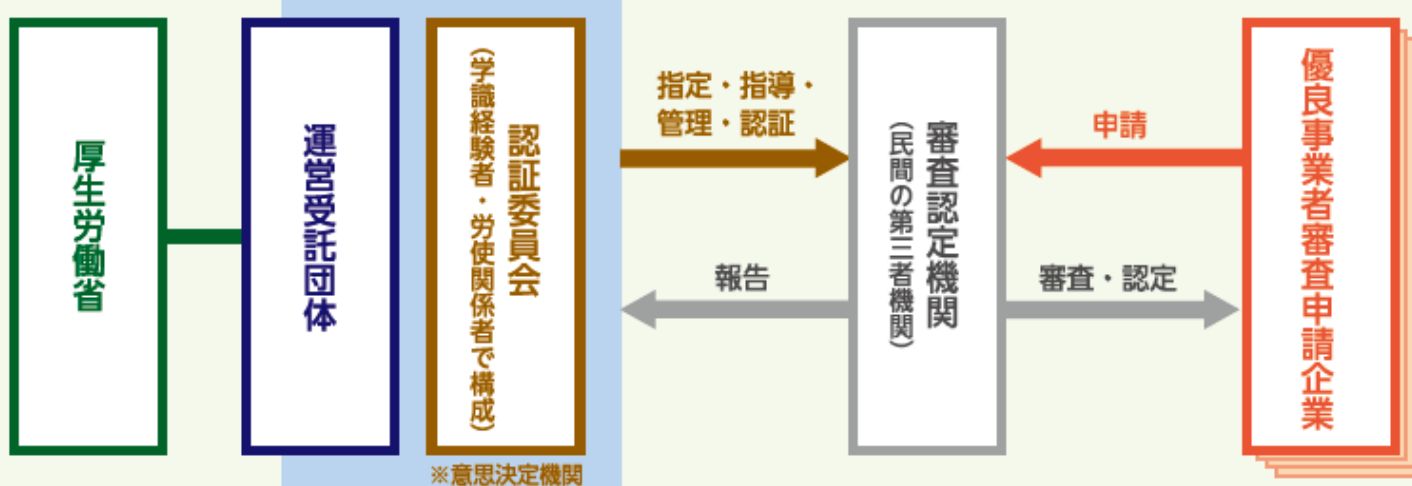 厚生労働省
運営受託団体
認証委員会
（学識経験者・労使関係者で構成）
※意思決定機関
指定・指導・
管理・認証
報告
審査認定機関
（民間の第三者機関）
申請
審査・認定
優良事業者審査申請企業